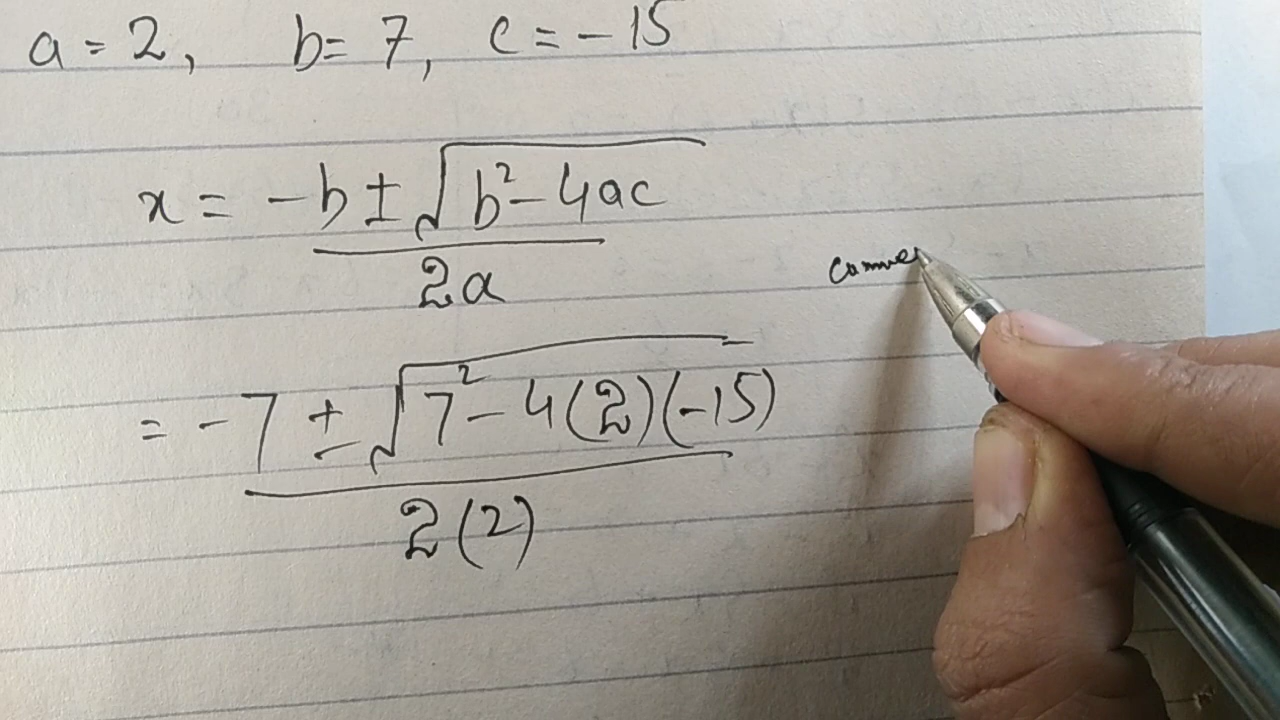 a = 2, b = 7, c = -15
x = -b ± √b² - 4ac
2a
= -7 ± √7² - 4(2)(-15)
2(2)